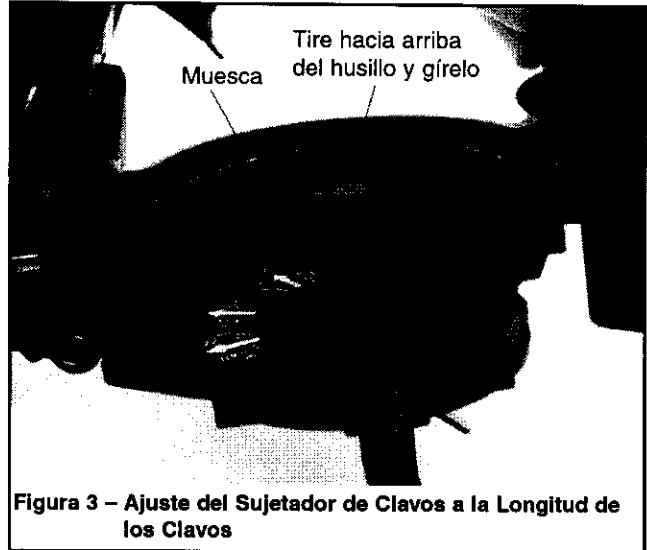 Tire hacia arriba
Muesca
del husillo y gírelo
Figura 3 – Ajuste del Sujetador de Clavos a la Longitud de
los Clavos